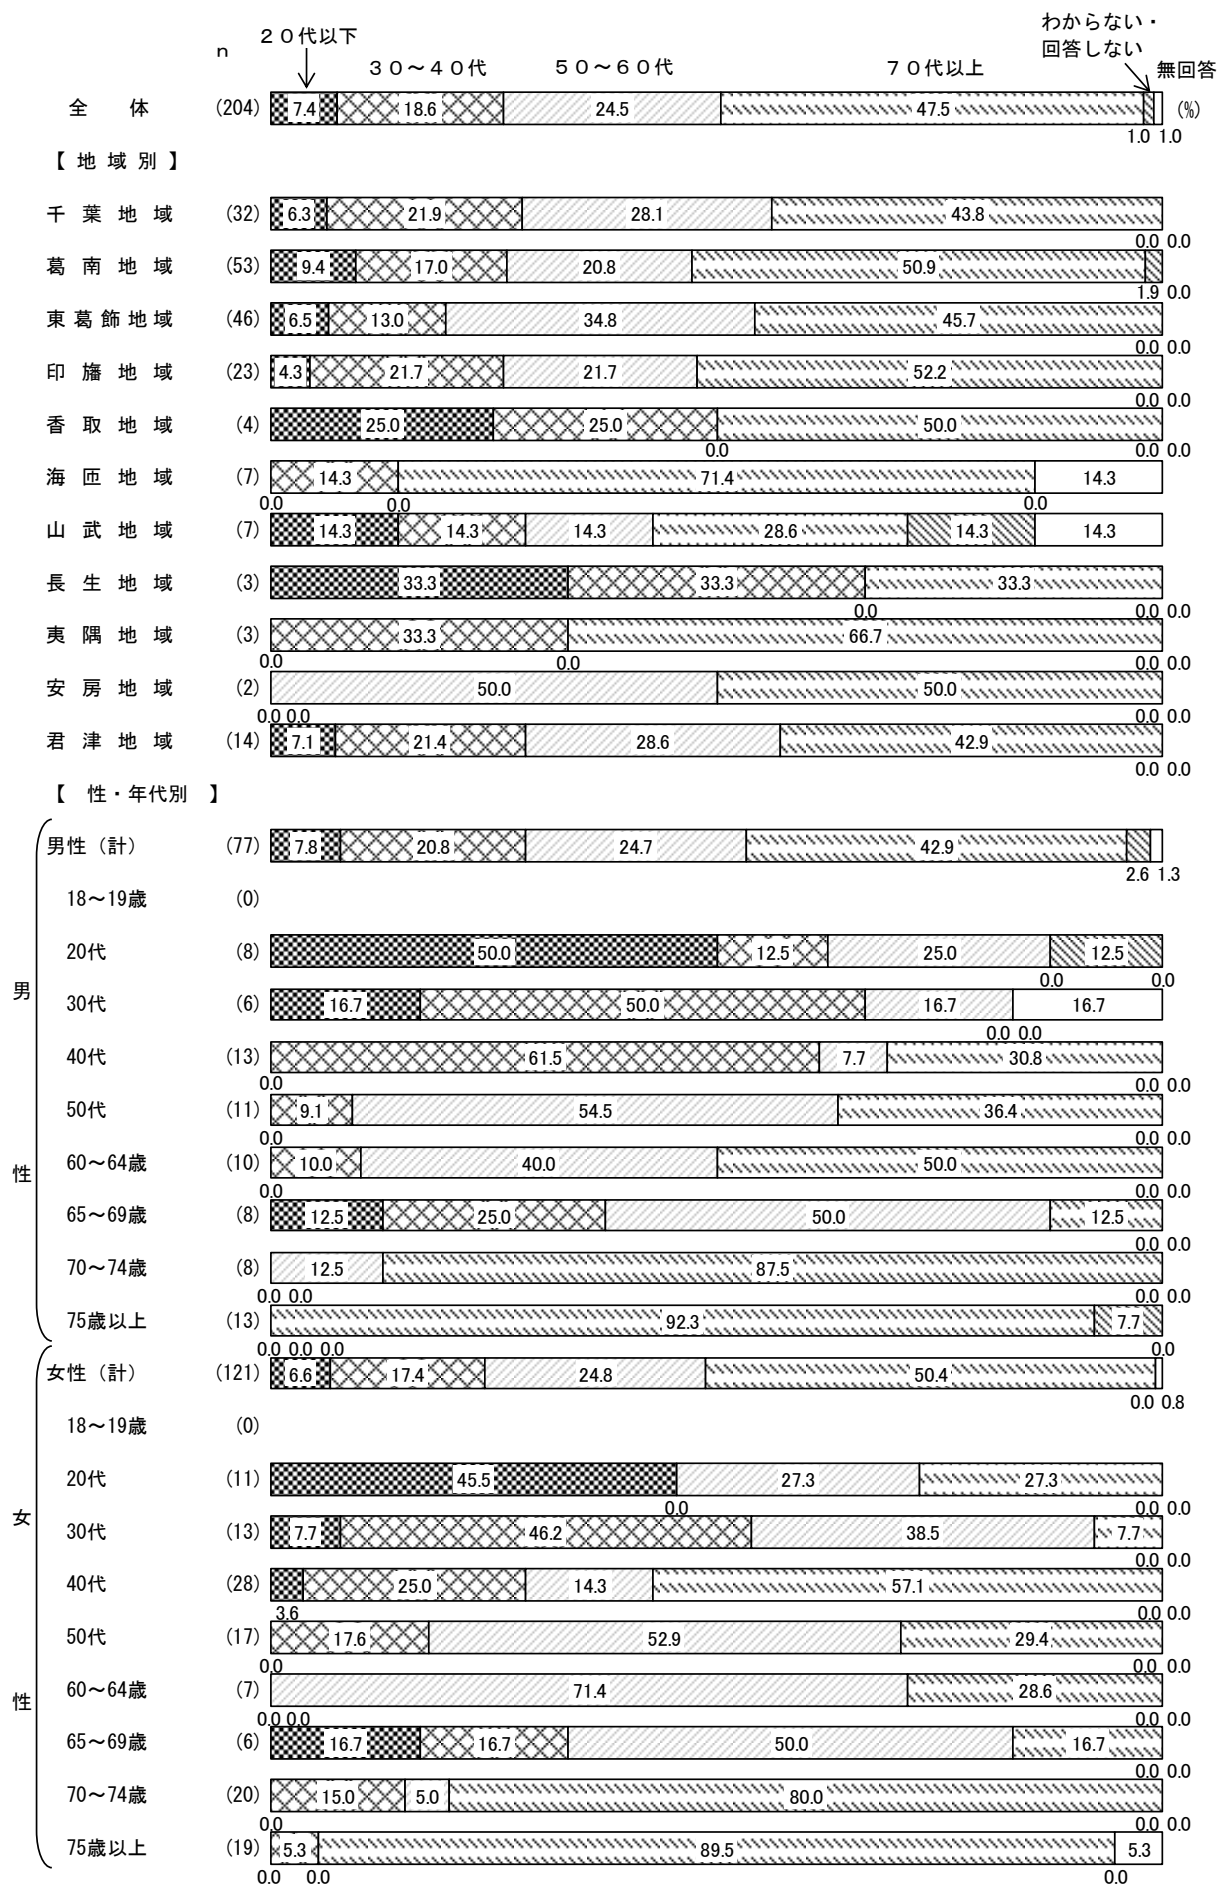 ｎ ２０代以下 ３０～４０代 ５０～６０代 ７０代以上 わからない・
回答しない 無回答
全体 (204) 7.4 18.6 24.5 47.5 (%)
1.0 1.0
【 地 域 別 】
千葉地域 (32) 6.3 21.9 28.1 43.8
0.0 0.0
葛南地域 (53) 9.4 17.0 20.8 50.9
1.9 0.0
東葛飾地域 (46) 6.5 13.0 34.8 45.7
0.0 0.0
印旛地域 (23) 4.3 21.7 21.7 52.2
0.0 0.0
香取地域 (4) 25.0 25.0 50.0
0.0 0.0 0.0
海匝地域 (7) 14.3 71.4 14.3
0.0 0.0 0.0
山武地域 (7) 14.3 14.3 14.3 28.6 14.3 14.3
長生地域 (3) 33.3 33.3 33.3
0.0 0.0 0.0
夷隅地域 (3) 33.3 66.7
0.0 0.0 0.0 0.0
安房地域 (2) 50.0 50.0
0.0 0.0 0.0 0.0
君津地域 (14) 7.1 21.4 28.6 42.9
0.0 0.0
【 性・年代別 】
男性
男性（計） (77) 7.8 20.8 24.7 42.9
2.6 1.3
18～19歳 (0)
20代 (8) 50.0 12.5 25.0 12.5
0.0 0.0
30代 (6) 16.7 50.0 16.7 16.7
0.0 0.0
40代 (13) 61.5 7.7 30.8
0.0 0.0 0.0
50代 (11) 9.1 54.5 36.4
0.0 0.0 0.0
60～64歳 (10) 10.0 40.0 50.0
0.0 0.0 0.0
65～69歳 (8) 12.5 25.0 50.0 12.5
0.0 0.0
70～74歳 (8) 12.5 87.5
0.0 0.0 0.0 0.0
75歳以上 (13) 92.3 7.7
0.0 0.0 0.0 0.0
女性
女性（計） (121) 6.6 17.4 24.8 50.4
0.0 0.8
18～19歳 (0)
20代 (11) 45.5 27.3 27.3
0.0 0.0 0.0
30代 (13) 7.7 46.2 38.5 7.7
0.0 0.0
40代 (28) 25.0 14.3 57.1
3.6 0.0 0.0
50代 (17) 17.6 52.9 29.4
0.0 0.0 0.0
60～64歳 (7) 71.4 28.6
0.0 0.0 0.0 0.0
65～69歳 (6) 16.7 16.7 50.0 16.7
0.0 0.0
70～74歳 (20) 15.0 5.0 80.0
0.0 0.0 0.0
75歳以上 (19) 5.3 89.5 5.3
0.0 0.0 0.0